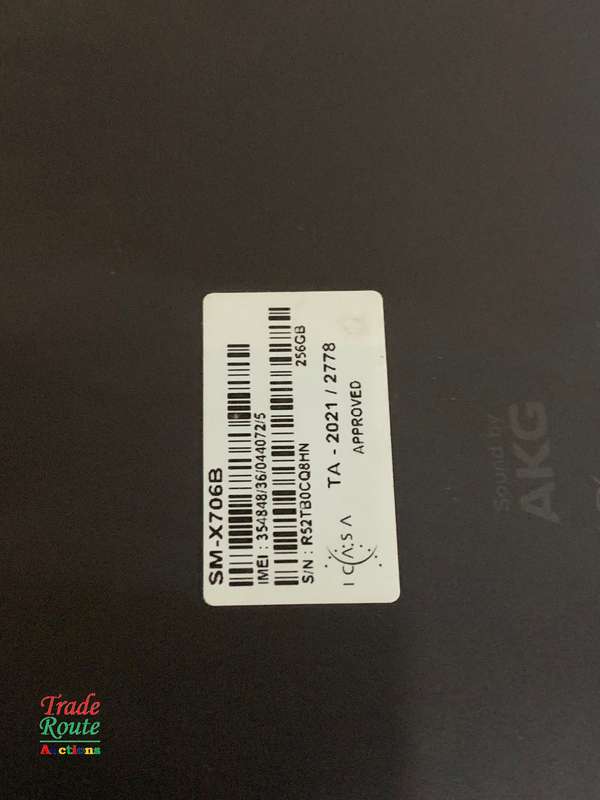 SM-X706B
IMEI : 354848/36/044072/5
256GB
S/N : R52TB0CQ8HN
ICASA
TA - 2021 / 2778
APPROVED
Sound by
AKG
Trade
Route
Auctions